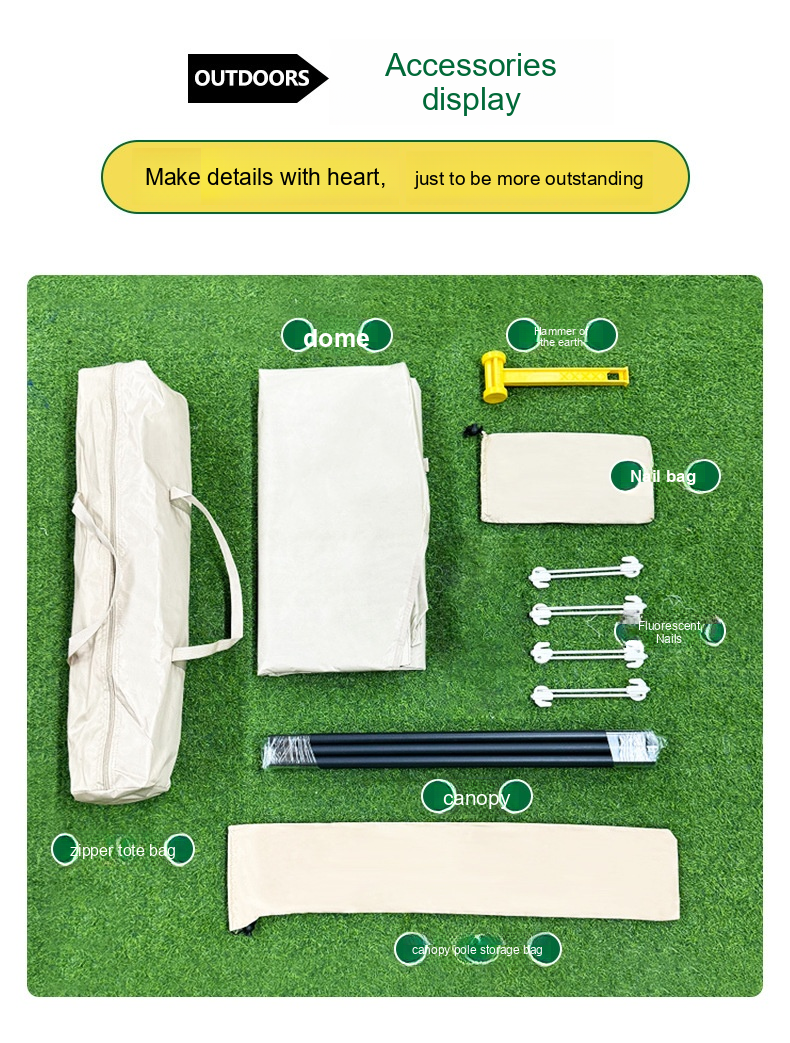 OUTDOORS
Accessories
display
Make details with heart, just to be more outstanding
dome
Hammer of
the earth
Nail bag
Fluorescent
Nails
canopy
zipper tote bag
canopy pole storage bag